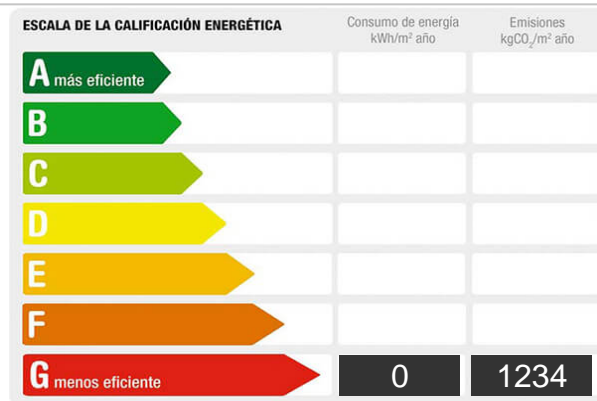 ESCALA DE LA CALIFICACIÓN ENERGÉTICA
Consumo de energía
kWh/m² año
Emisiones
kgCO₂/m² año
A más eficiente
B
C
D
E
F
G menos eficiente
0
1234